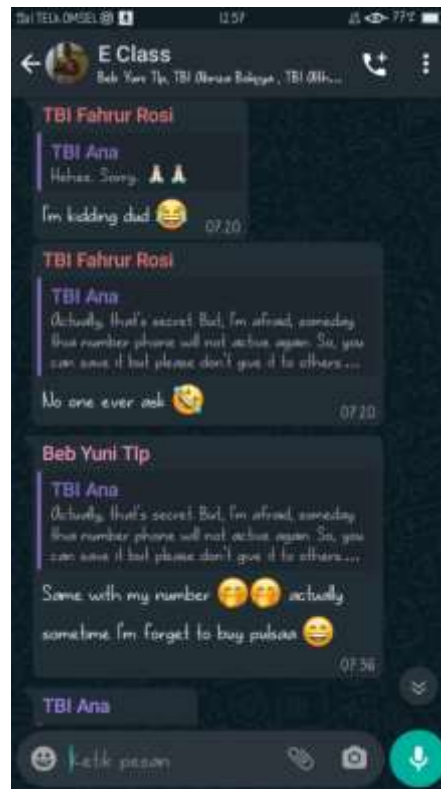 TELKOMSEL
12.57
77%
E Class
Beb Yuni Tlp, TBI
TBI Fahrur Rosi
TBI Ana
Hehee. Sorry. 🙏🏻 🙏🏻
I'm kidding dud 😂
07.20
TBI Fahrur Rosi
TBI Ana
Actually, that's secret. But, I'm afraid, someday
this number phone will not active again. So, you
can save it but please don't give it to others....
No one ever ask 🤣
07.20
Beb Yuni Tlp
TBI Ana
Actually, that's secret. But, I'm afraid, someday
this number phone will not active again. So, you
can save it but please don't give it to others....
Same with my number 🤭🤭 actually
sometime I'm forget to buy pulsaa 😄
07.36
TBI Ana
Ketik pesan